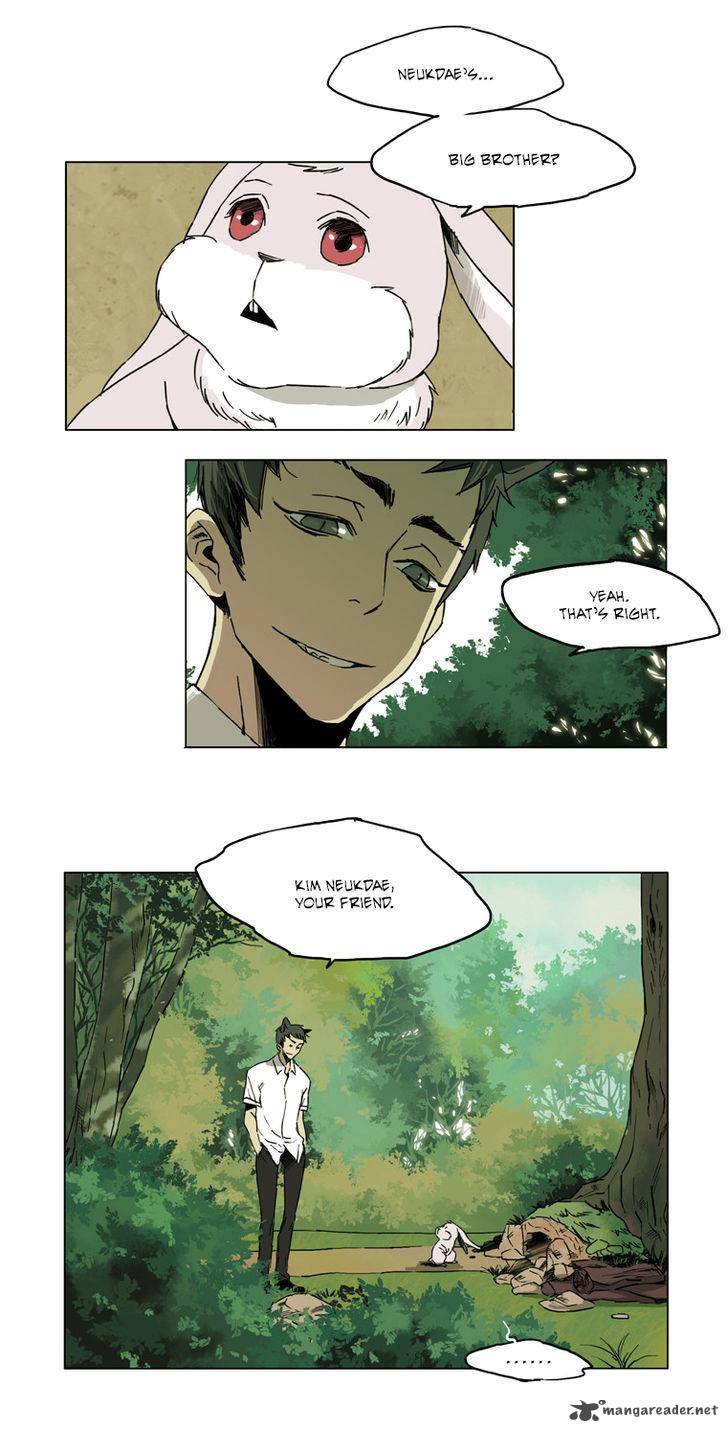 NEUKDAE'S...
BIG BROTHER?
YEAH.
THAT'S RIGHT.
KIM NEUKDAE,
YOUR FRIEND.
......
mangareader.net